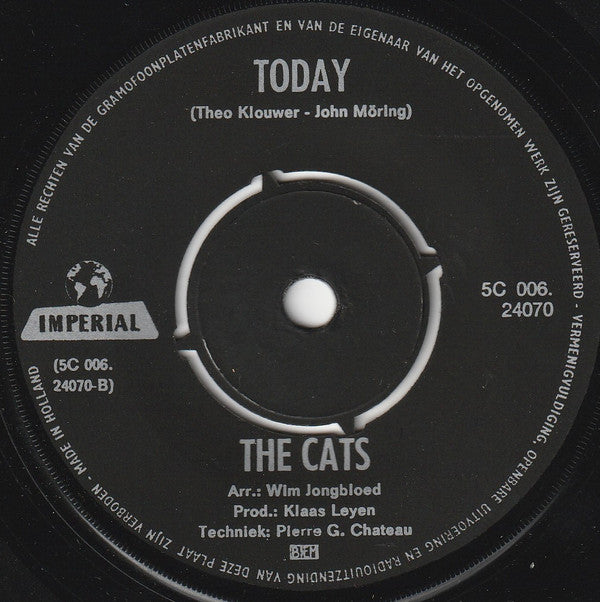 ALLE RECHTEN VAN DE GRAMOFOONPLATENFABRIKANT EN VAN DE EIGENAAR VAN HET OPGENOMEN WERK ZIJN GERESERVEERD - VERMENIGVULDIGING, OPENBARE UITVOERING EN RADIOUITZENDING VAN DEZE PLAAT ZIJN VERBODEN - MADE IN HOLLAND
TODAY
(Theo Klouwer - John Möring)
IMPERIAL
5C 006.
24070
(5C 006.
24070-B)
THE CATS
Arr.: Wim Jongbloed
Prod.: Klaas Leyen
Techniek: Pierre G. Chateau
BIEM